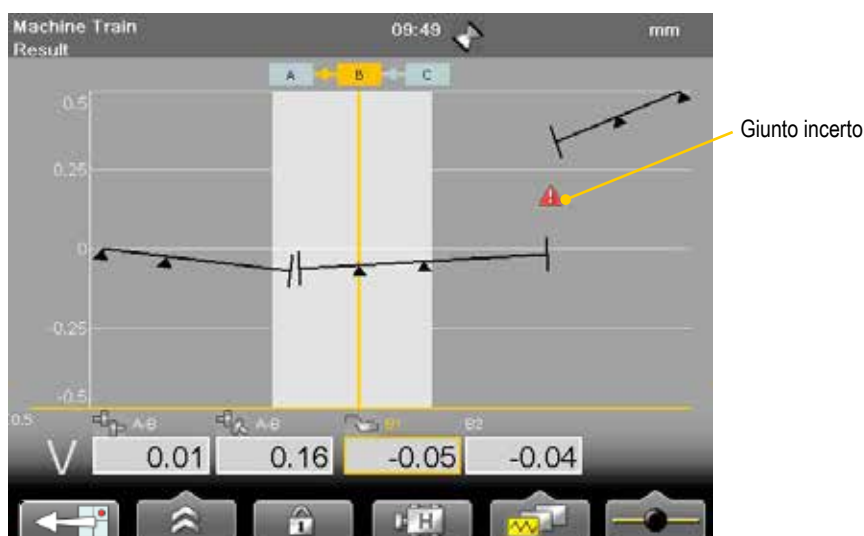 Machine Train 09:49 mm
Result
A B C
0.5
Giunto incerto
0.25
0
-0.25
-0.5
0.5 A-B A-B B1 B2
V 0.01 0.16 -0.05 -0.04
H